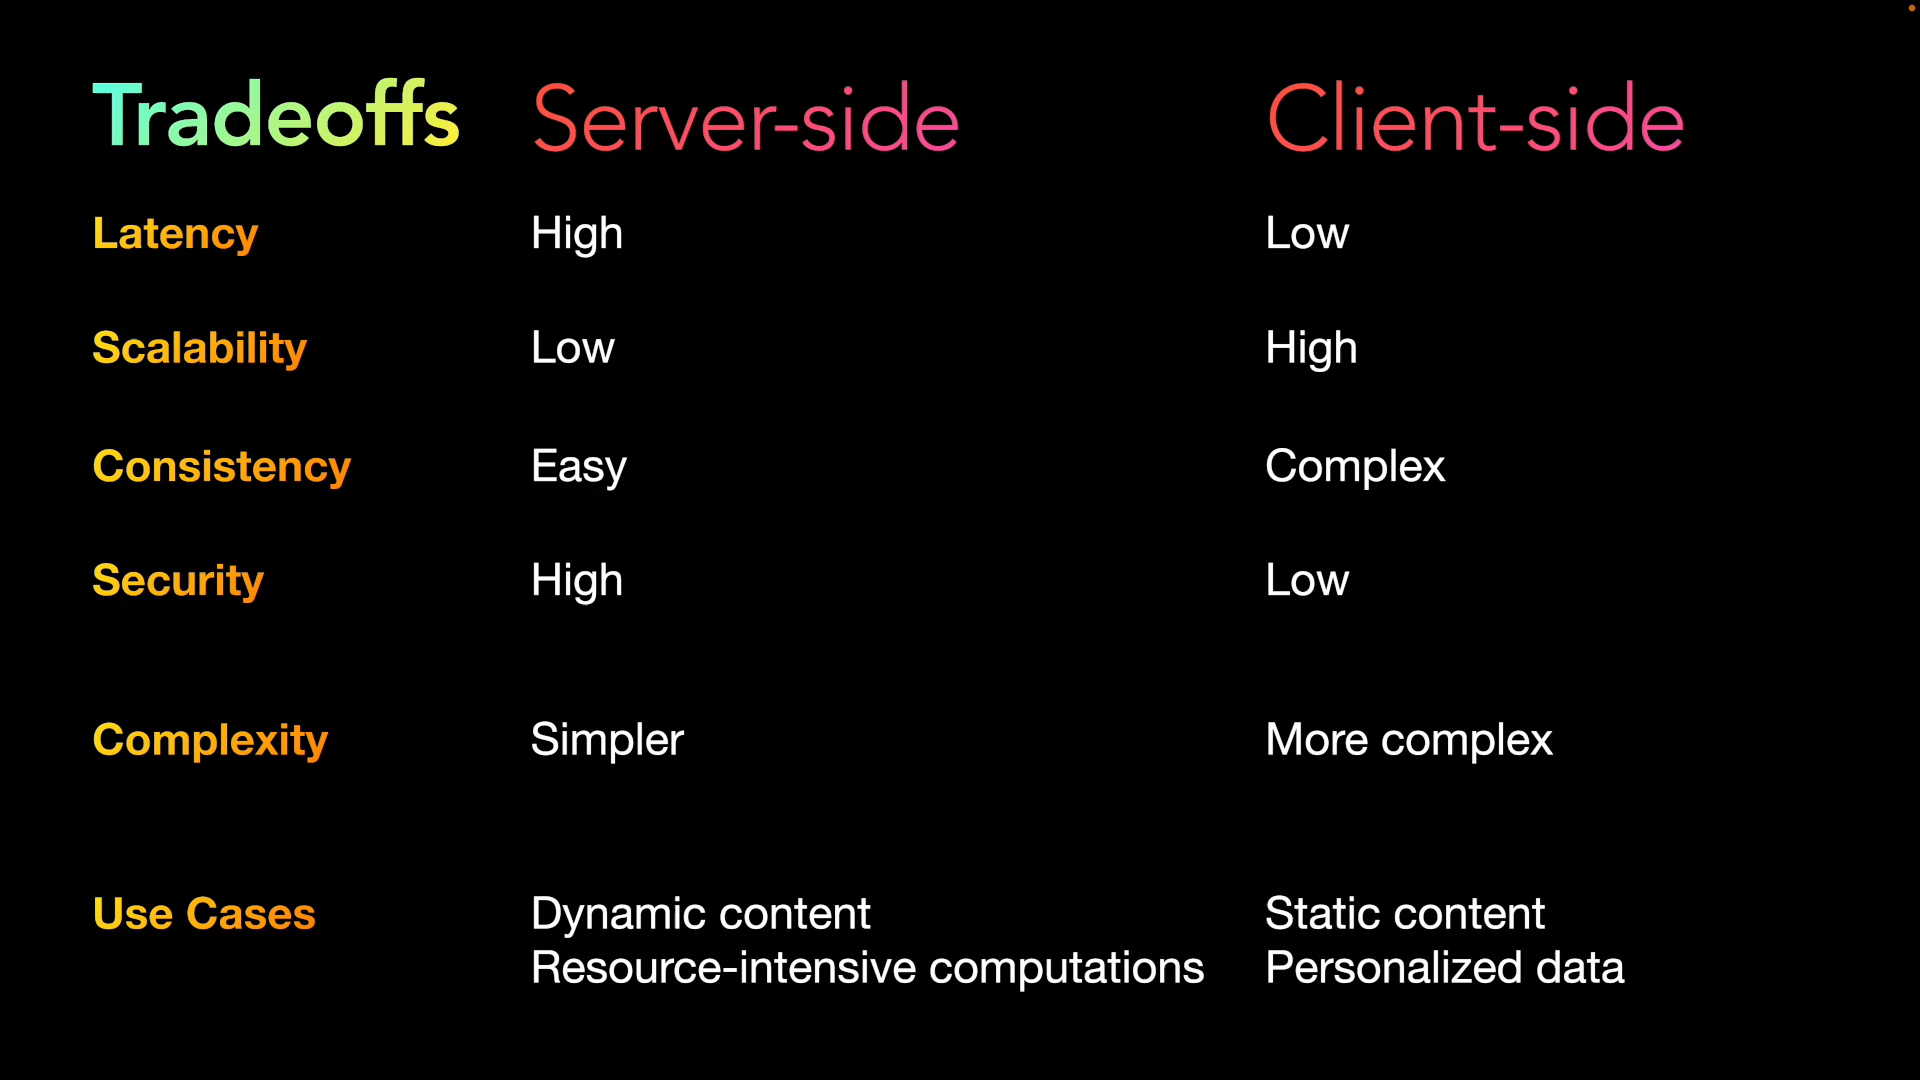 Tradeoffs Server-side Client-side
Latency High Low
Scalability Low High
Consistency Easy Complex
Security High Low
Complexity Simpler More complex
Use Cases Dynamic content Static content
Resource-intensive computations Personalized data